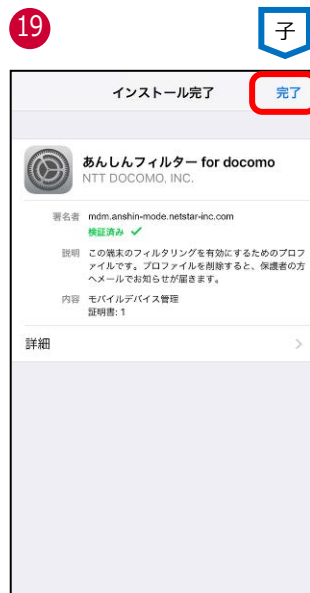 19
子
インストール完了
完了
あんしんフィルター for docomo
NTT DOCOMO, INC.
署名者 mdm.anshin-mode.netstar-inc.com
検証済み ✓
説明 この端末のフィルタリングを有効にするためのプロフ
ァイルです。プロファイルを削除すると、保護者の方
へメールでお知らせが届きます。
内容 モバイルデバイス管理
証明書: 1
詳細